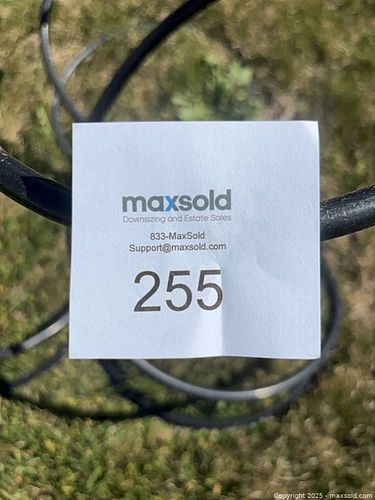 maxsold
Downsizing and Estate Sales
833-MaxSold
Support@maxsold.com
255
Copyright © 2025 - maxsold.com